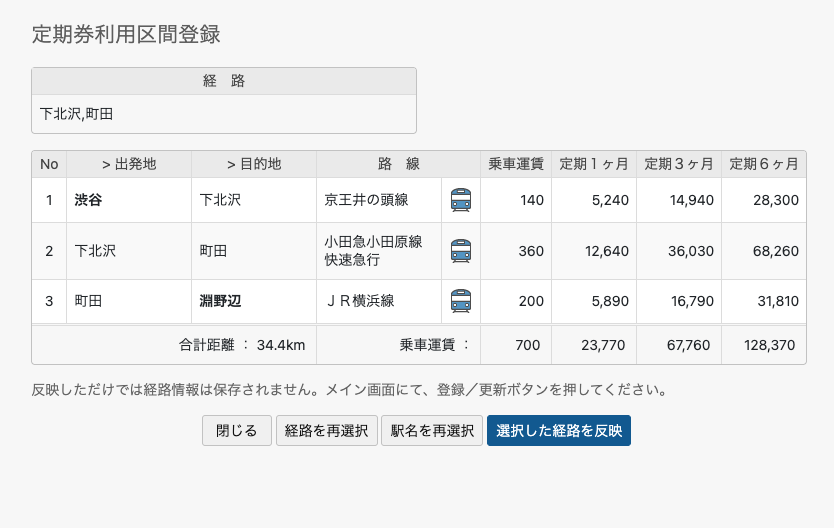 定期券利用区間登録
経　路
下北沢,町田
No > 出発地 > 目的地 路　線 乗車運賃 定期１ヶ月 定期３ヶ月 定期６ヶ月
1 渋谷 下北沢 京王井の頭線 140 5,240 14,940 28,300
2 下北沢 町田 小田急小田原線 360 12,640 36,030 68,260
快速急行
3 町田 淵野辺 ＪＲ横浜線 200 5,890 16,790 31,810
合計距離 ： 34.4km 乗車運賃 ： 700 23,770 67,760 128,370
反映しただけでは経路情報は保存されません。メイン画面にて、登録／更新ボタンを押してください。
閉じる 経路を再選択 駅名を再選択 選択した経路を反映